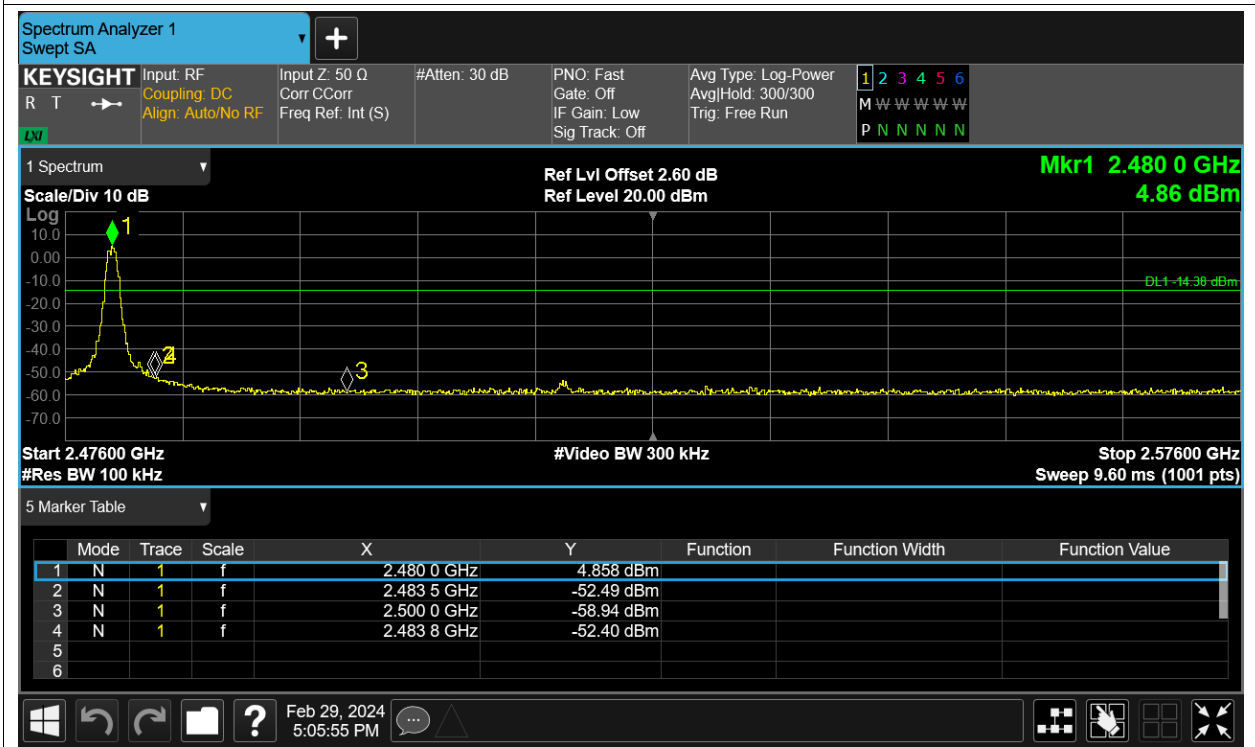 Spectrum Analyzer 1
Swept SA
▼
+
KEYSIGHT Input: RF Input Z: 50 Ω #Atten: 30 dB PNO: Fast Avg Type: Log-Power 1 2 3 4 5 6
R T Coupling: DC Corr CCorr Gate: Off Avg|Hold: 300/300 M W W W W W
Align: Auto/No RF Freq Ref: Int (S) IF Gain: Low Trig: Free Run
LXI Sig Track: Off P N N N N N
1 Spectrum ▼ Ref Lvl Offset 2.60 dB Mkr1 2.480 0 GHz
Scale/Div 10 dB Ref Level 20.00 dBm 4.86 dBm
Log
1
10.0
0.00
-10.0
DL1 -14.38 dBm
-20.0
-30.0
-40.0
2 4
-50.0
3
-60.0
-70.0
Start 2.47600 GHz #Video BW 300 kHz Stop 2.57600 GHz
#Res BW 100 kHz Sweep 9.60 ms (1001 pts)
5 Marker Table ▼
Mode Trace Scale X Y Function Function Width Function Value
1 N 1 f 2.480 0 GHz 4.858 dBm
2 N 1 f 2.483 5 GHz -52.49 dBm
3 N 1 f 2.500 0 GHz -58.94 dBm
4 N 1 f 2.483 8 GHz -52.40 dBm
5
6
? Feb 29, 2024
5:05:55 PM